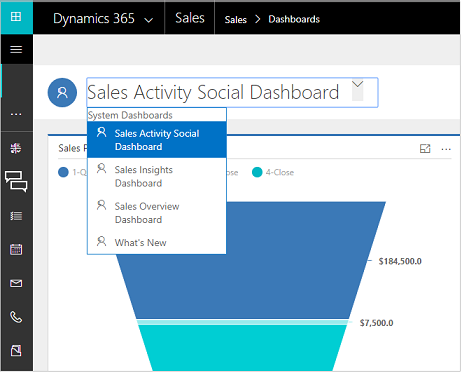 Dynamics 365 Sales Sales > Dashboards
Sales Activity Social Dashboard
System Dashboards
Sales Activity Social
Dashboard
Sales Insights
Dashboard
Sales Overview
Dashboard
What's New
Sales P
1-Q
ose
4-Close
$184,500.0
$7,500.0